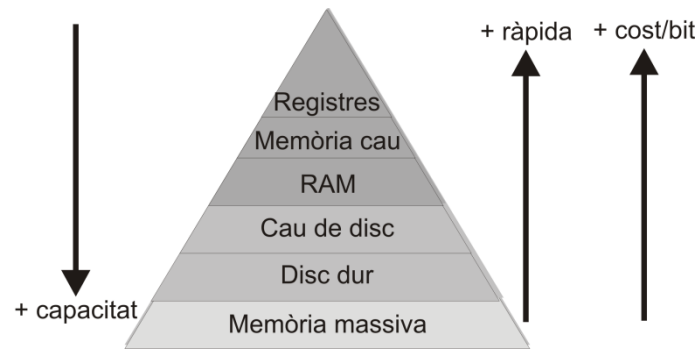 + ràpida
+ cost/bit
Registres
Memòria cau
RAM
Cau de disc
Disc dur
+ capacitat
Memòria massiva